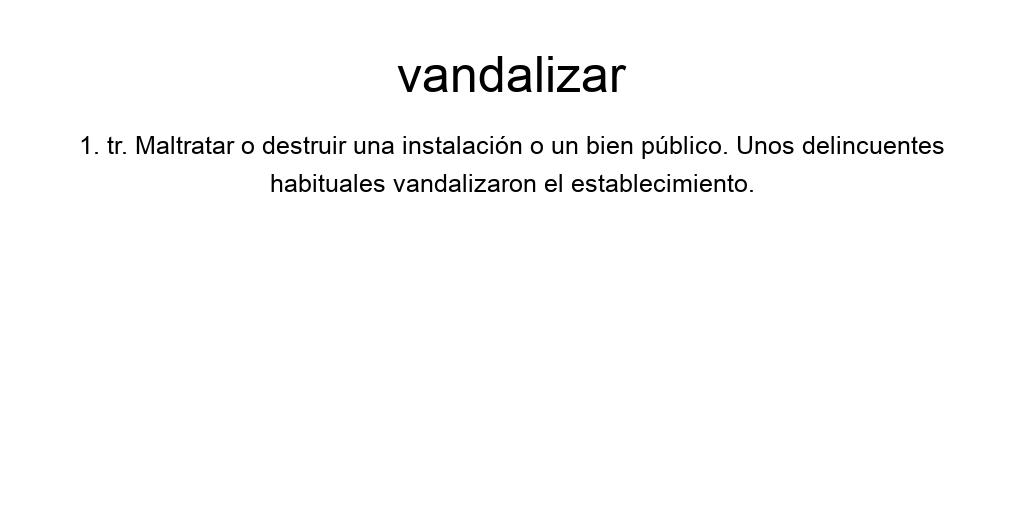 vandalizar
1. tr. Maltratar o destruir una instalación o un bien público. Unos delincuentes
habituales vandalizaron el establecimiento.